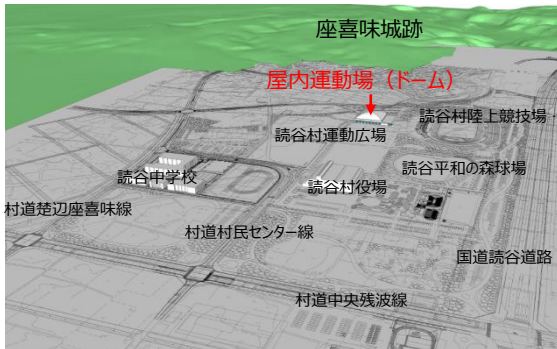 座喜味城跡
屋内運動場（ドーム）
読谷村陸上競技場
読谷村運動広場
読谷平和の森球場
読谷中学校
読谷村役場
村道楚辺座喜味線
村道村民センター線
国道読谷道路
村道中央残波線